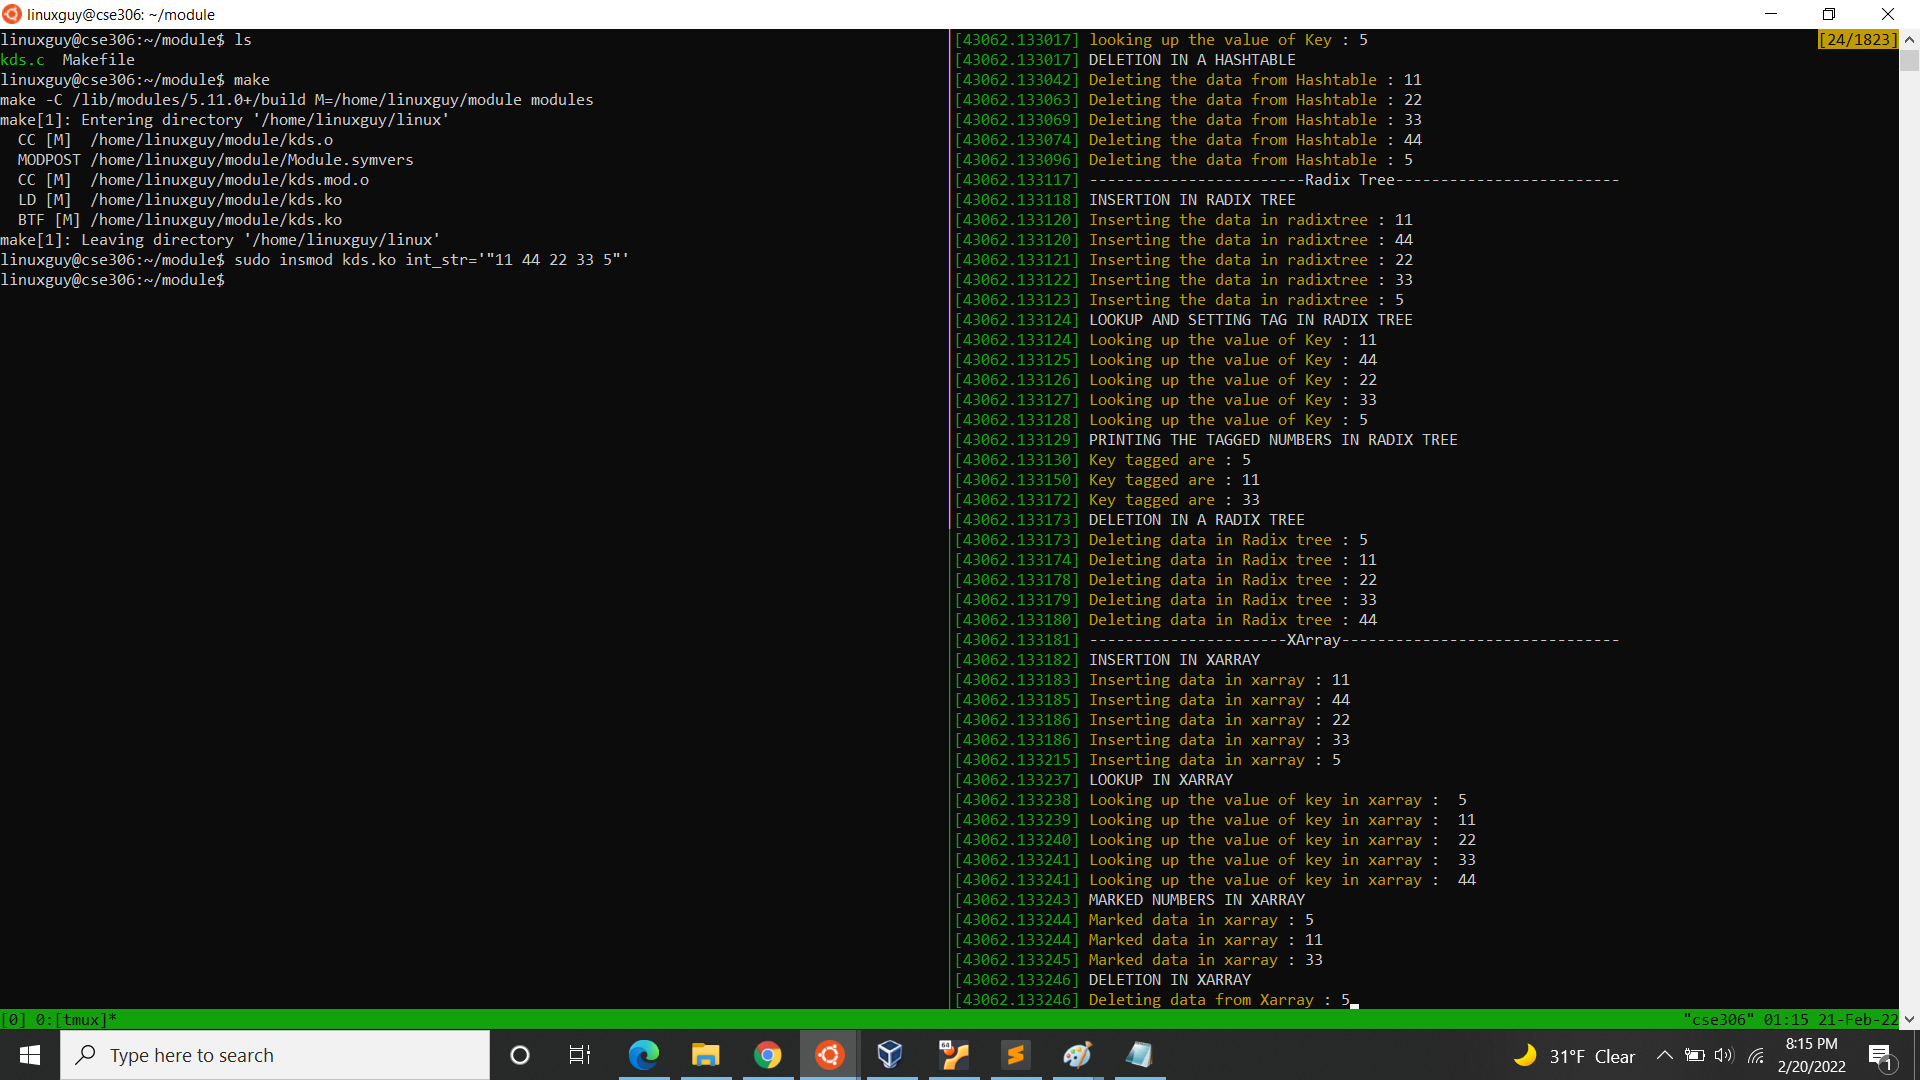 linuxguy@cse306: ~/module
linuxguy@cse306:~/module$ ls
kds.c  Makefile
linuxguy@cse306:~/module$ make
make -C /lib/modules/5.11.0+/build M=/home/linuxguy/module modules
make[1]: Entering directory '/home/linuxguy/linux'
  CC [M]  /home/linuxguy/module/kds.o
  MODPOST /home/linuxguy/module/Module.symvers
  CC [M]  /home/linuxguy/module/kds.mod.o
  LD [M]  /home/linuxguy/module/kds.ko
  BTF [M] /home/linuxguy/module/kds.ko
make[1]: Leaving directory '/home/linuxguy/linux'
linuxguy@cse306:~/module$ sudo insmod kds.ko int_str='"11 44 22 33 5"'
linuxguy@cse306:~/module$
[24/1823]
[43062.133017] looking up the value of Key : 5
[43062.133017] DELETION IN A HASHTABLE
[43062.133042] Deleting the data from Hashtable : 11
[43062.133063] Deleting the data from Hashtable : 22
[43062.133069] Deleting the data from Hashtable : 33
[43062.133074] Deleting the data from Hashtable : 44
[43062.133096] Deleting the data from Hashtable : 5
[43062.133117] ------------------------Radix Tree-------------------------
[43062.133118] INSERTION IN RADIX TREE
[43062.133120] Inserting the data in radixtree : 11
[43062.133120] Inserting the data in radixtree : 44
[43062.133121] Inserting the data in radixtree : 22
[43062.133122] Inserting the data in radixtree : 33
[43062.133123] Inserting the data in radixtree : 5
[43062.133124] LOOKUP AND SETTING TAG IN RADIX TREE
[43062.133124] Looking up the value of Key : 11
[43062.133125] Looking up the value of Key : 44
[43062.133126] Looking up the value of Key : 22
[43062.133127] Looking up the value of Key : 33
[43062.133128] Looking up the value of Key : 5
[43062.133129] PRINTING THE TAGGED NUMBERS IN RADIX TREE
[43062.133130] Key tagged are : 5
[43062.133150] Key tagged are : 11
[43062.133172] Key tagged are : 33
[43062.133173] DELETION IN A RADIX TREE
[43062.133173] Deleting data in Radix tree : 5
[43062.133174] Deleting data in Radix tree : 11
[43062.133178] Deleting data in Radix tree : 22
[43062.133179] Deleting data in Radix tree : 33
[43062.133180] Deleting data in Radix tree : 44
[43062.133181] ----------------------XArray-------------------------------
[43062.133182] INSERTION IN XARRAY
[43062.133183] Inserting data in xarray : 11
[43062.133185] Inserting data in xarray : 44
[43062.133186] Inserting data in xarray : 22
[43062.133186] Inserting data in xarray : 33
[43062.133215] Inserting data in xarray : 5
[43062.133237] LOOKUP IN XARRAY
[43062.133238] Looking up the value of key in xarray :  5
[43062.133239] Looking up the value of key in xarray :  11
[43062.133240] Looking up the value of key in xarray :  22
[43062.133241] Looking up the value of key in xarray :  33
[43062.133241] Looking up the value of key in xarray :  44
[43062.133243] MARKED NUMBERS IN XARRAY
[43062.133244] Marked data in xarray : 5
[43062.133244] Marked data in xarray : 11
[43062.133245] Marked data in xarray : 33
[43062.133246] DELETION IN XARRAY
[43062.133246] Deleting data from Xarray : 5
[0] 0:[tmux]*
"cse306" 01:15 21-Feb-22
Type here to search
64
31°F Clear
8:15 PM
2/20/2022
1